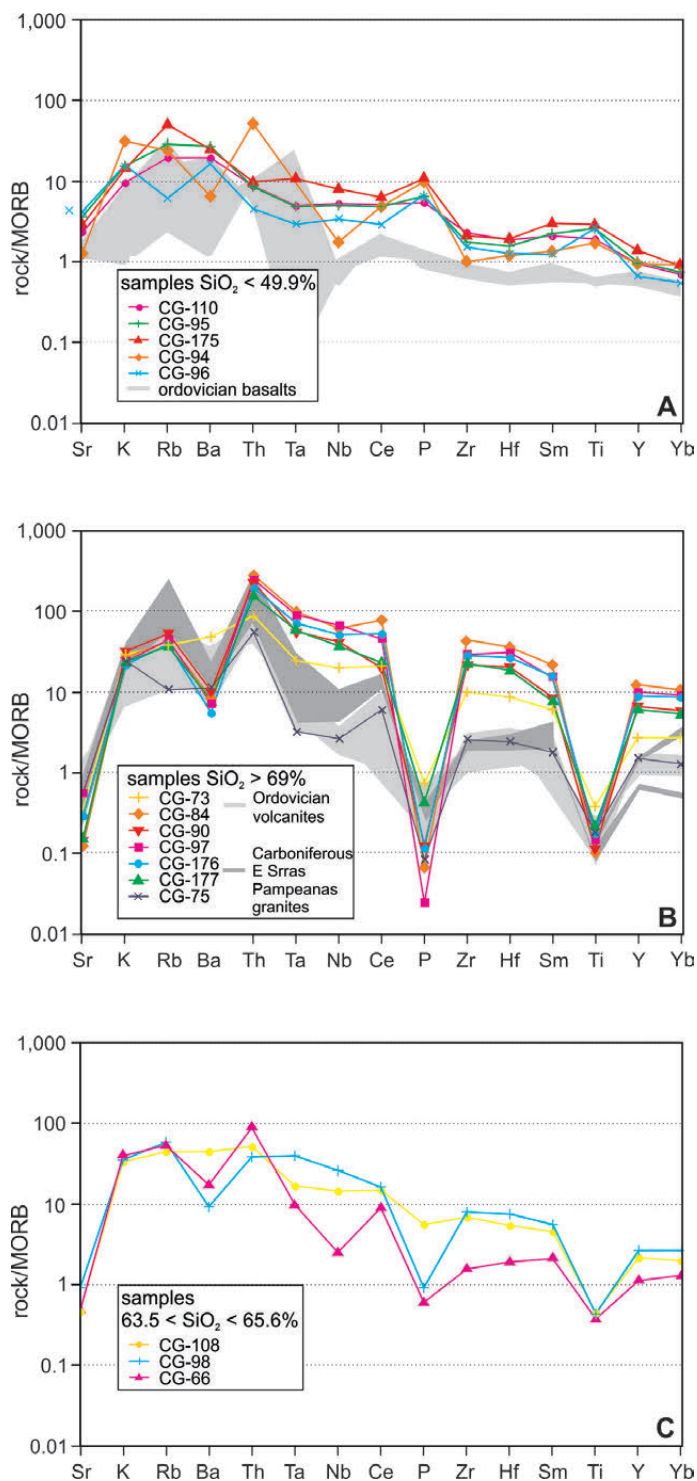 1,000
100
10
1
0.1
0.01
rock/MORB
samples SiO₂ < 49.9%
CG-110
CG-95
CG-175
CG-94
CG-96
ordovician basalts
A
Sr K Rb Ba Th Ta Nb Ce P Zr Hf Sm Ti Y Yb
1,000
100
10
1
0.1
0.01
rock/MORB
samples SiO₂ > 69%
CG-73
CG-84
CG-90
CG-97
CG-176
CG-177
CG-75
Ordovician
volcanites
Carboniferous
E Srras
Pampeanas
granites
B
Sr K Rb Ba Th Ta Nb Ce P Zr Hf Sm Ti Y Yb
1,000
100
10
1
0.1
0.01
rock/MORB
samples
63.5 < SiO₂ < 65.6%
CG-108
CG-98
CG-66
C
Sr K Rb Ba Th Ta Nb Ce P Zr Hf Sm Ti Y Yb